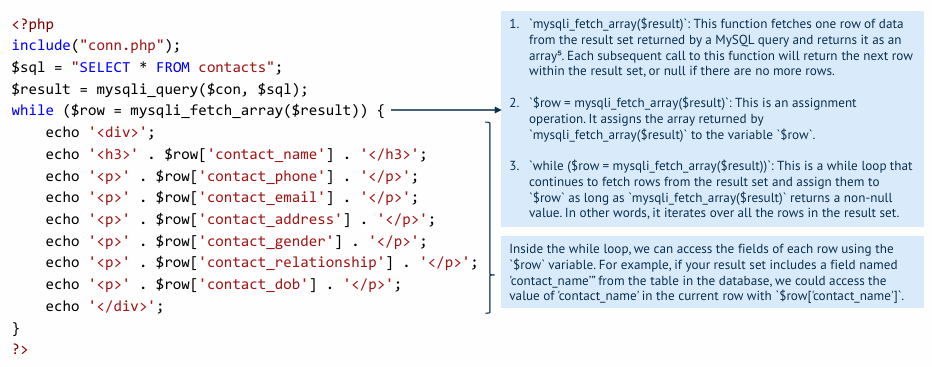 <?php
include("conn.php");
$sql = "SELECT * FROM contacts";
$result = mysqli_query($con, $sql);
while ($row = mysqli_fetch_array($result)) {
    echo '<div>';
    echo '<h3>' . $row['contact_name'] . '</h3>';
    echo '<p>' . $row['contact_phone'] . '</p>';
    echo '<p>' . $row['contact_email'] . '</p>';
    echo '<p>' . $row['contact_address'] . '</p>';
    echo '<p>' . $row['contact_gender'] . '</p>';
    echo '<p>' . $row['contact_relationship'] . '</p>';
    echo '<p>' . $row['contact_dob'] . '</p>';
    echo '</div>';
}
?>
1. `mysqli_fetch_array($result)`: This function fetches one row of data
from the result set returned by a MySQL query and returns it as an
array⁵. Each subsequent call to this function will return the next row
within the result set, or null if there are no more rows.
2. `$row = mysqli_fetch_array($result)`: This is an assignment
operation. It assigns the array returned by
`mysqli_fetch_array($result)` to the variable `$row`.
3. `while ($row = mysqli_fetch_array($result))`: This is a while loop that
continues to fetch rows from the result set and assign them to
`$row` as long as `mysqli_fetch_array($result)` returns a non-null
value. In other words, it iterates over all the rows in the result set.
Inside the while loop, we can access the fields of each row using the
`$row` variable. For example, if your result set includes a field named
'contact_name'" from the table in the database, we could access the
value of 'contact_name' in the current row with `$row['contact_name']`.